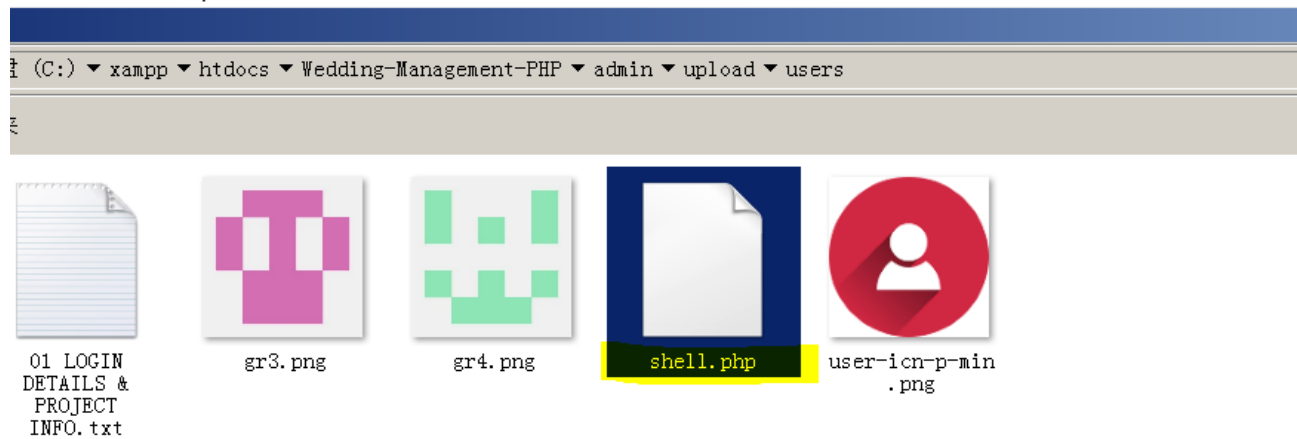 (C:) ▼ xampp ▼ htdocs ▼ Wedding-Management-PHP ▼ admin ▼ upload ▼ users
01 LOGIN
DETAILS &
PROJECT
INFO.txt
gr3.png
gr4.png
shell.php
user-icn-p-min
.png